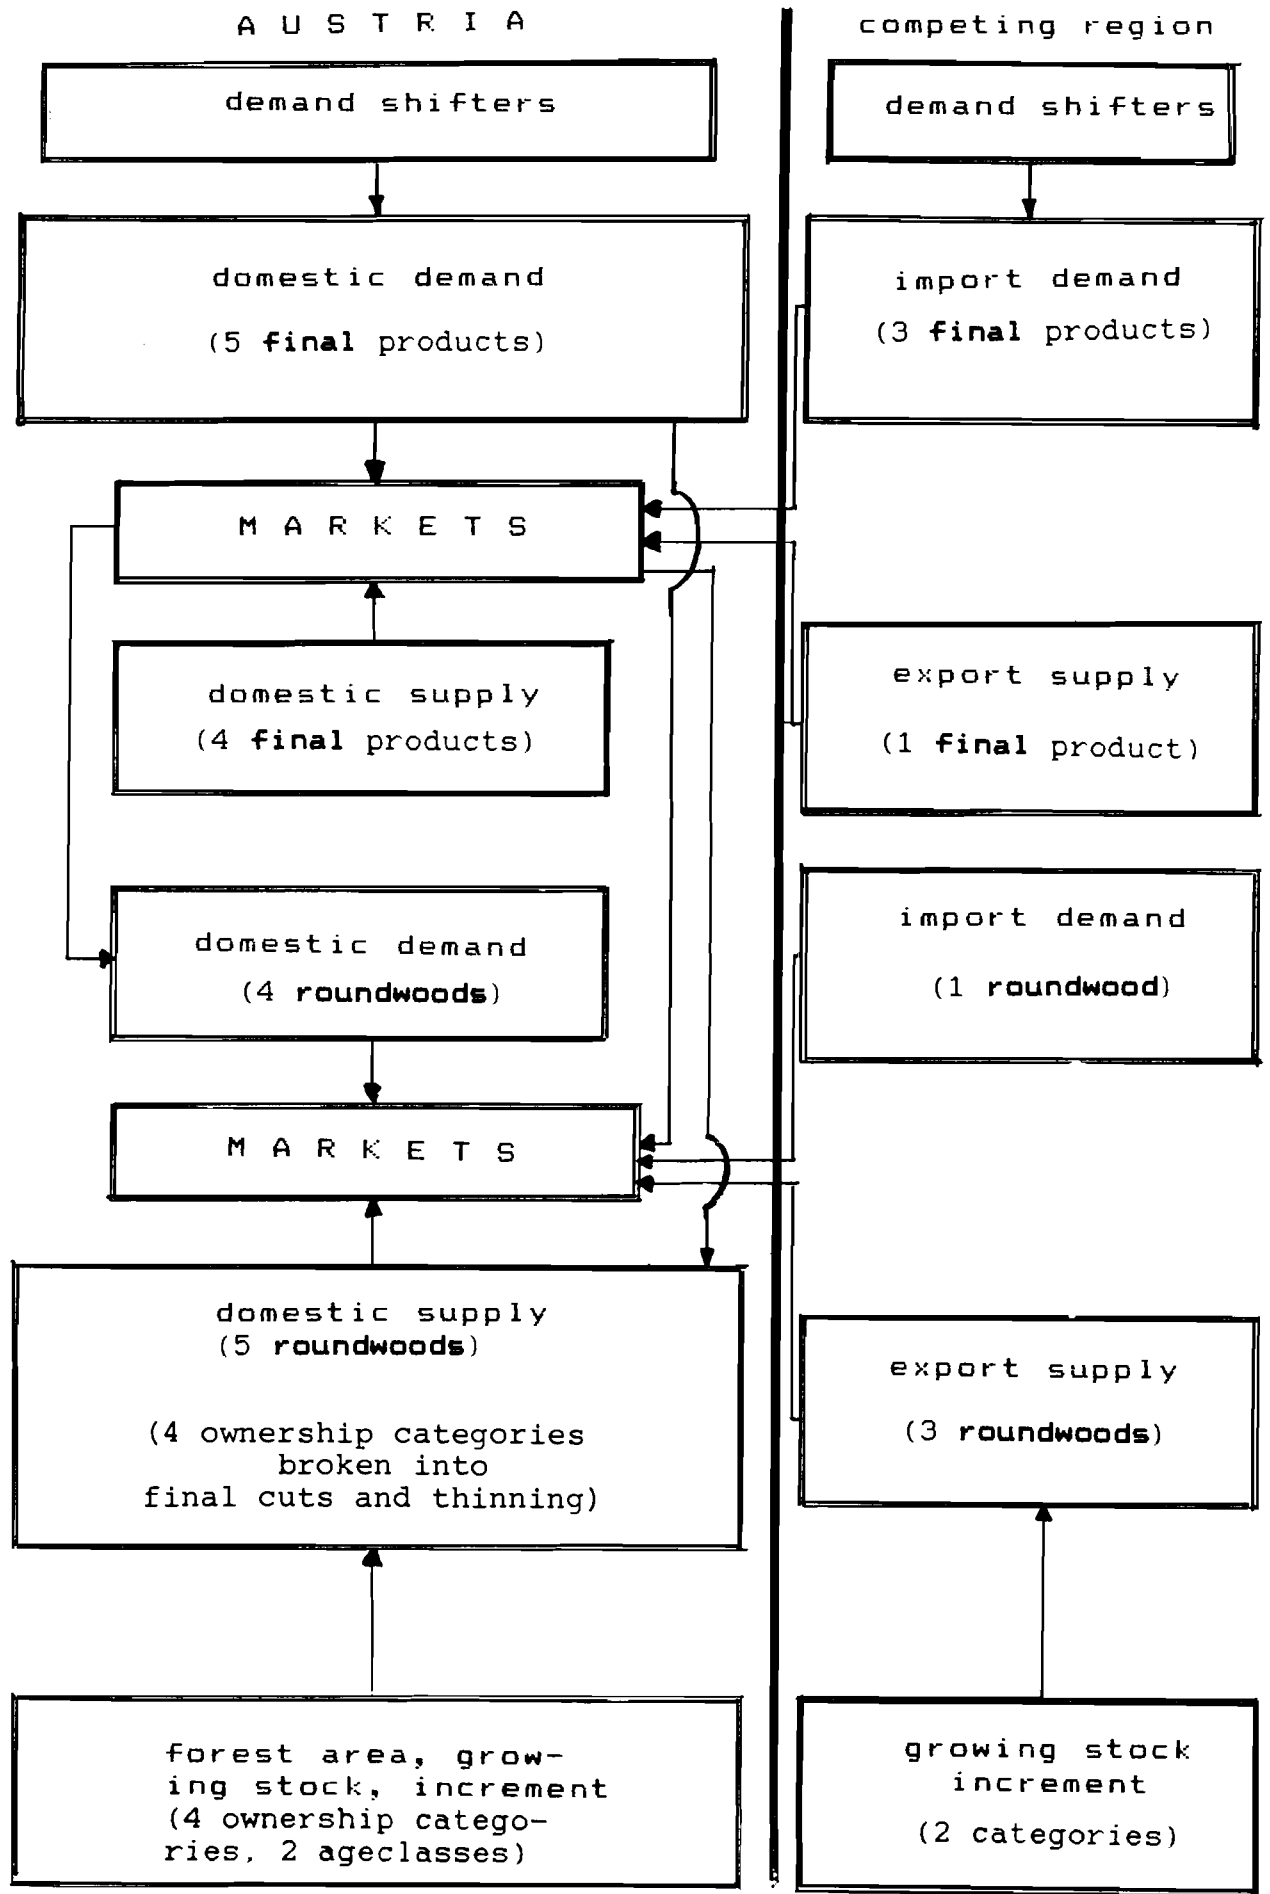 A U S T R I A
demand shifters
domestic demand
(5 final products)
M A R K E T S
domestic supply
(4 final products)
domestic demand
(4 roundwoods)
M A R K E T S
domestic supply
(5 roundwoods)
(4 ownership categories
broken into
final cuts and thinning)
forest area, grow-
ing stock, increment
(4 ownership catego-
ries, 2 ageclasses)
competing region
demand shifters
import demand
(3 final products)
export supply
(1 final product)
import demand
(1 roundwood)
export supply
(3 roundwoods)
growing stock
increment
(2 categories)